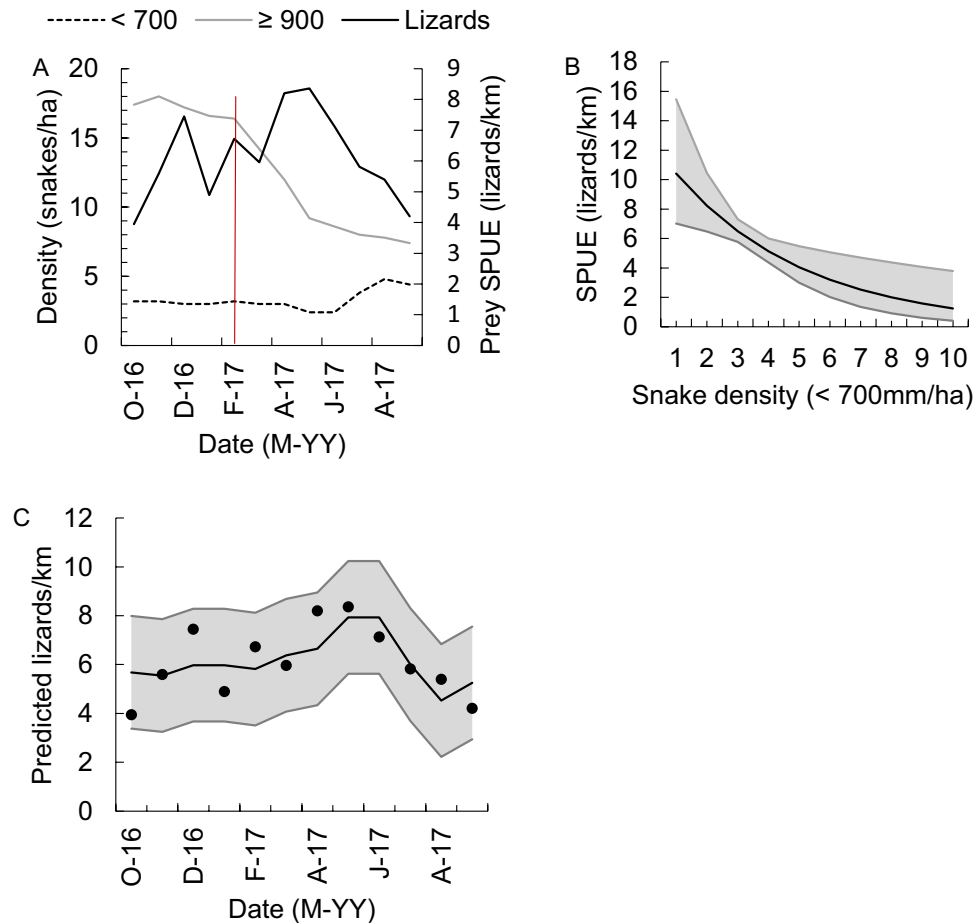 < 700 ≥ 900 Lizards
A
20
15
10
5
0
Density (snakes/ha)
9
8
7
6
5
4
3
2
1
0
Prey SPUE (lizards/km)
O-16 D-16 F-17 A-17 J-17 A-17
Date (M-YY)
B
18
16
14
12
10
8
6
4
2
0
SPUE (lizards/km)
1 2 3 4 5 6 7 8 9 10
Snake density (< 700mm/ha)
C
12
10
8
6
4
2
0
Predicted lizards/km
O-16 D-16 F-17 A-17 J-17 A-17
Date (M-YY)